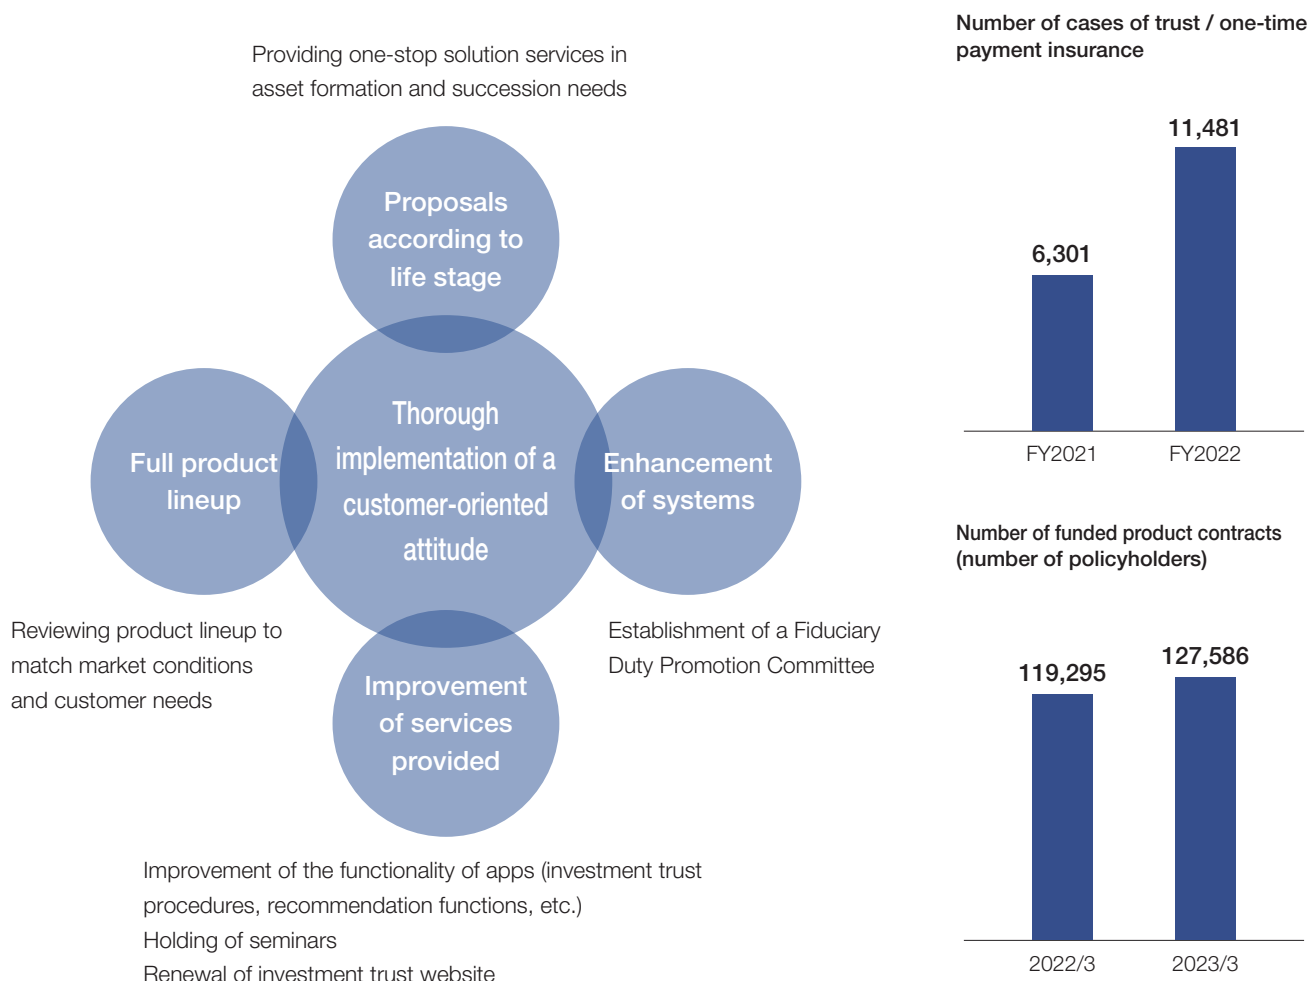 Providing one-stop solution services in
asset formation and succession needs
Proposals
according to
life stage
Full product
lineup
Thorough
implementation of a
customer-oriented
attitude
Enhancement
of systems
Reviewing product lineup to
match market conditions
and customer needs
Establishment of a Fiduciary
Duty Promotion Committee
Improvement
of services
provided
Improvement of the functionality of apps (investment trust
procedures, recommendation functions, etc.)
Holding of seminars
Renewal of investment trust website
Number of cases of trust / one-time
payment insurance
11,481
6,301
FY2021
FY2022
Number of funded product contracts
(number of policyholders)
119,295
127,586
2022/3
2023/3